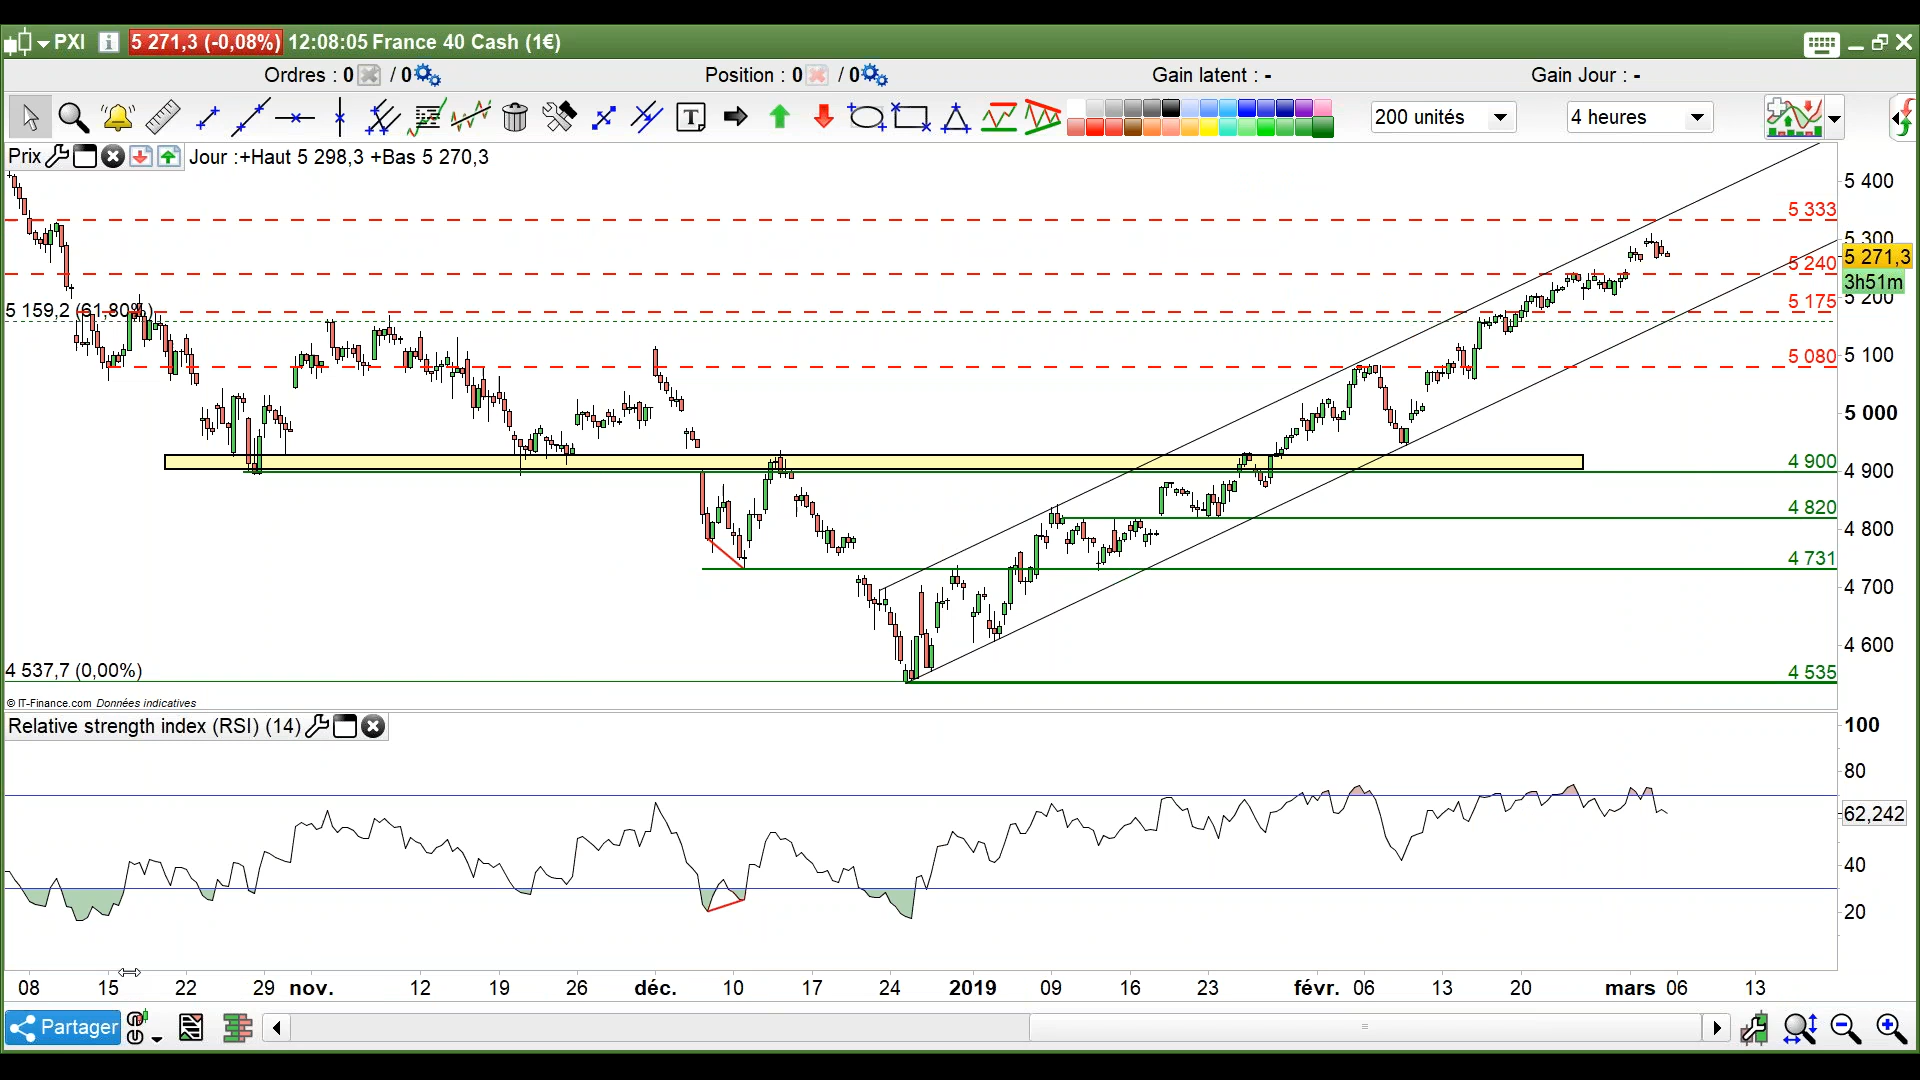 PXI 5 271,3 (-0,08%) 12:08:05 France 40 Cash (1€)
Ordres : 0 / 0 Position : 0 / 0 Gain latent : - Gain Jour : -
T 200 unités 4 heures
Prix Jour :+Haut 5 298,3 +Bas 5 270,3
5 400
5 333
5 300
5 271,3
5 240
3h51m
5 200
5 175
5 159,2 (61,80%)
5 100
5 080
5 000
4 900
4 900
4 820
4 800
4 731
4 700
4 600
4 537,7 (0,00%)
4 535
© IT-Finance.com Données indicatives
Relative strength index (RSI) (14)
100
80
62,242
40
20
08 15 22 29 nov. 12 19 26 déc. 10 17 24 2019 09 16 23 févr. 06 13 20 mars 06 13
Partager